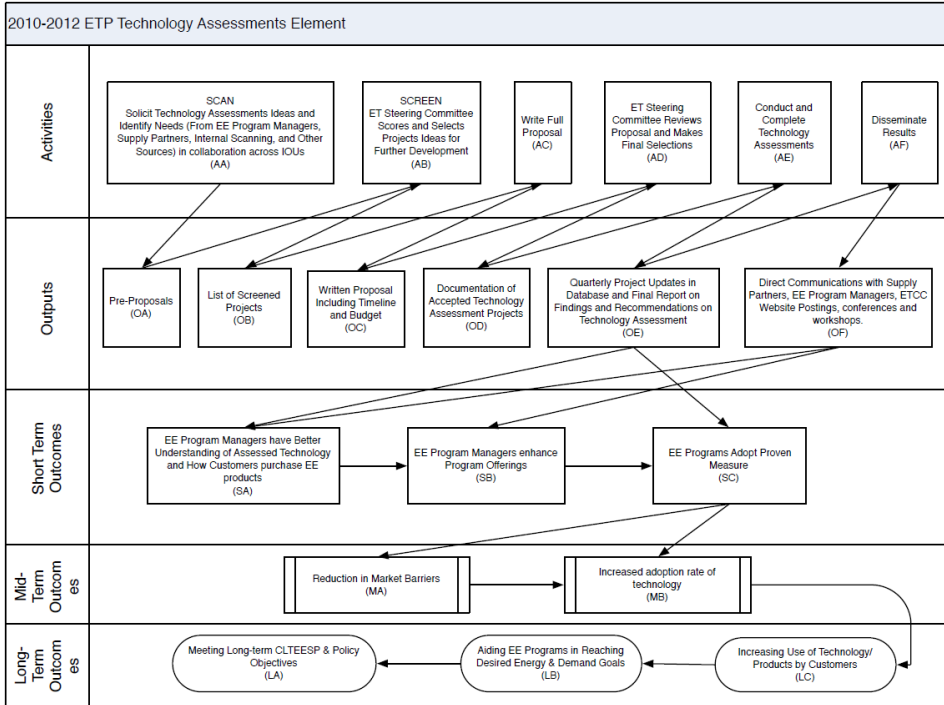 2010-2012 ETP Technology Assessments Element
Activities
SCAN
Solicit Technology Assessments Ideas and
Identify Needs (From EE Program Managers,
Supply Partners, Internal Scanning, and Other
Sources) in collaboration across IOUs
(AA)
SCREEN
ET Steering Committee
Scores and Selects
Projects Ideas for
Further Development
(AB)
Write Full
Proposal
(AC)
ET Steering
Committee Reviews
Proposal and Makes
Final Selections
(AD)
Conduct and
Complete
Technology
Assessments
(AE)
Disseminate
Results
(AF)
Outputs
Pre-Proposals
(OA)
List of Screened
Projects
(OB)
Written Proposal
Including Timeline
and Budget
(OC)
Documentation of
Accepted Technology
Assessment Projects
(OD)
Quarterly Project Updates in
Database and Final Report on
Findings and Recommendations on
Technology Assessment
(OE)
Direct Communications with Supply
Partners, EE Program Managers, ETCC
Website Postings, conferences and
workshops.
(OF)
Short Term
Outcomes
EE Program Managers have Better
Understanding of Assessed Technology
and How Customers purchase EE
products
(SA)
EE Program Managers enhance
Program Offerings
(SB)
EE Programs Adopt Proven
Measure
(SC)
Mid-
Term
Outcom
es
Reduction in Market Barriers
(MA)
Increased adoption rate of
technology
(MB)
Long-
Term
Outcom
es
Meeting Long-term CLTEESP & Policy
Objectives
(LA)
Aiding EE Programs in Reaching
Desired Energy & Demand Goals
(LB)
Increasing Use of Technology/
Products by Customers
(LC)